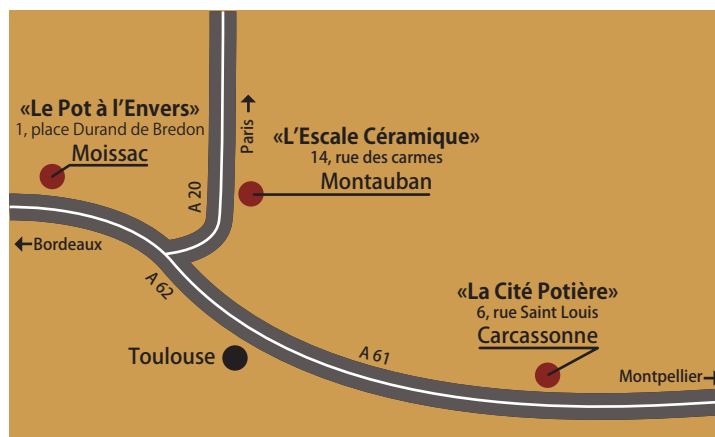 «Le Pot à l'Envers»
1, place Durand de Bredon
Moissac
Paris
«L'Escale Céramique»
14, rue des carmes
Montauban
A 20
Bordeaux
A 62
«La Cité Potière»
6, rue Saint Louis
Carcassonne
Toulouse
A 61
Montpellier